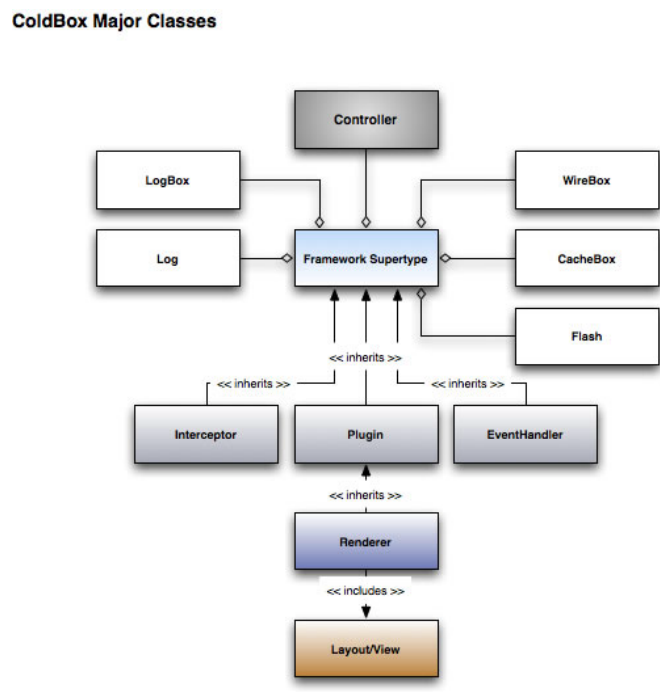 ColdBox Major Classes
Controller
LogBox
WireBox
Log
Framework Supertype
CacheBox
Flash
<< inherits >>
<< inherits >>
<< inherits >>
Interceptor
Plugin
EventHandler
<< inherits >>
Renderer
<< includes >>
Layout/View